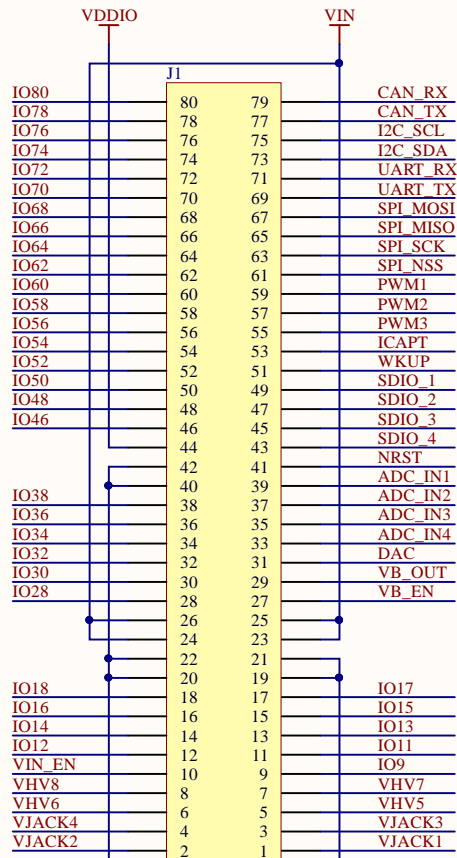 VDDIO VIN
J1
IO80 80 79 CAN_RX
IO78 78 77 CAN_TX
IO76 76 75 I2C_SCL
IO74 74 73 I2C_SDA
IO72 72 71 UART_RX
IO70 70 69 UART_TX
IO68 68 67 SPI_MOSI
IO66 66 65 SPI_MISO
IO64 64 63 SPI_SCK
IO62 62 61 SPI_NSS
IO60 60 59 PWM1
IO58 58 57 PWM2
IO56 56 55 PWM3
IO54 54 53 ICAPT
IO52 52 51 WKUP
IO50 50 49 SDIO_1
IO48 48 47 SDIO_2
IO46 46 45 SDIO_3
44 43 SDIO_4
42 41 NRST
40 39 ADC_IN1
IO38 38 37 ADC_IN2
IO36 36 35 ADC_IN3
IO34 34 33 ADC_IN4
IO32 32 31 DAC
IO30 30 29 VB_OUT
IO28 28 27 VB_EN
26 25
24 23
22 21
20 19
IO18 18 17 IO17
IO16 16 15 IO15
IO14 14 13 IO13
IO12 12 11 IO11
VIN_EN 10 9 IO9
VHV8 8 7 VHV7
VHV6 6 5 VHV5
VJACK4 4 3 VJACK3
VJACK2 2 1 VJACK1